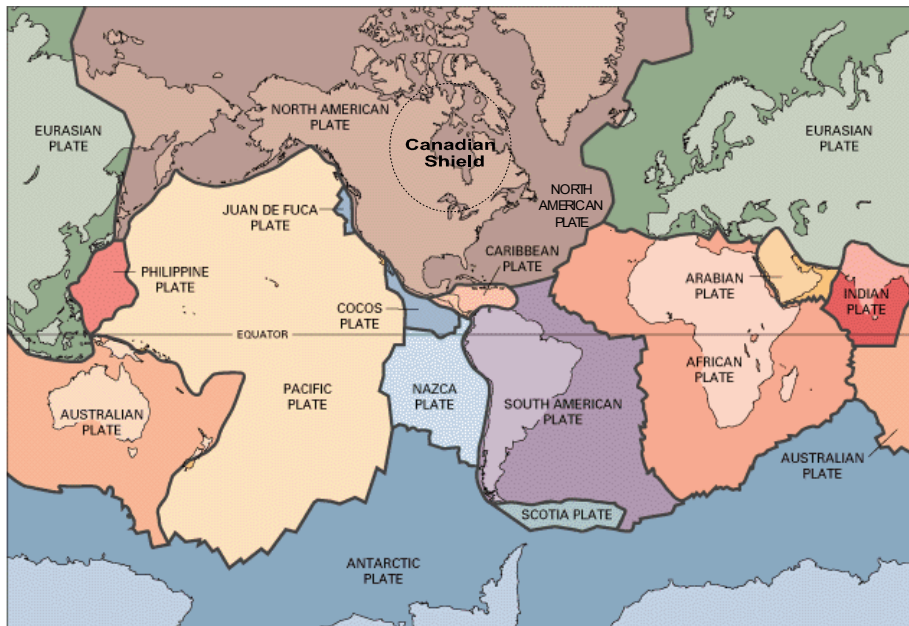 NORTH AMERICAN
PLATE
EURASIAN
PLATE
Canadian
Shield
EURASIAN
PLATE
JUAN DE FUCA
PLATE
NORTH
AMERICAN
PLATE
CARIBBEAN
PLATE
PHILIPPINE
PLATE
ARABIAN
PLATE
INDIAN
PLATE
COCOS
PLATE
EQUATOR
AFRICAN
PLATE
PACIFIC
PLATE
NAZCA
PLATE
SOUTH AMERICAN
PLATE
AUSTRALIAN
PLATE
AUSTRALIAN
PLATE
SCOTIA PLATE
ANTARCTIC
PLATE